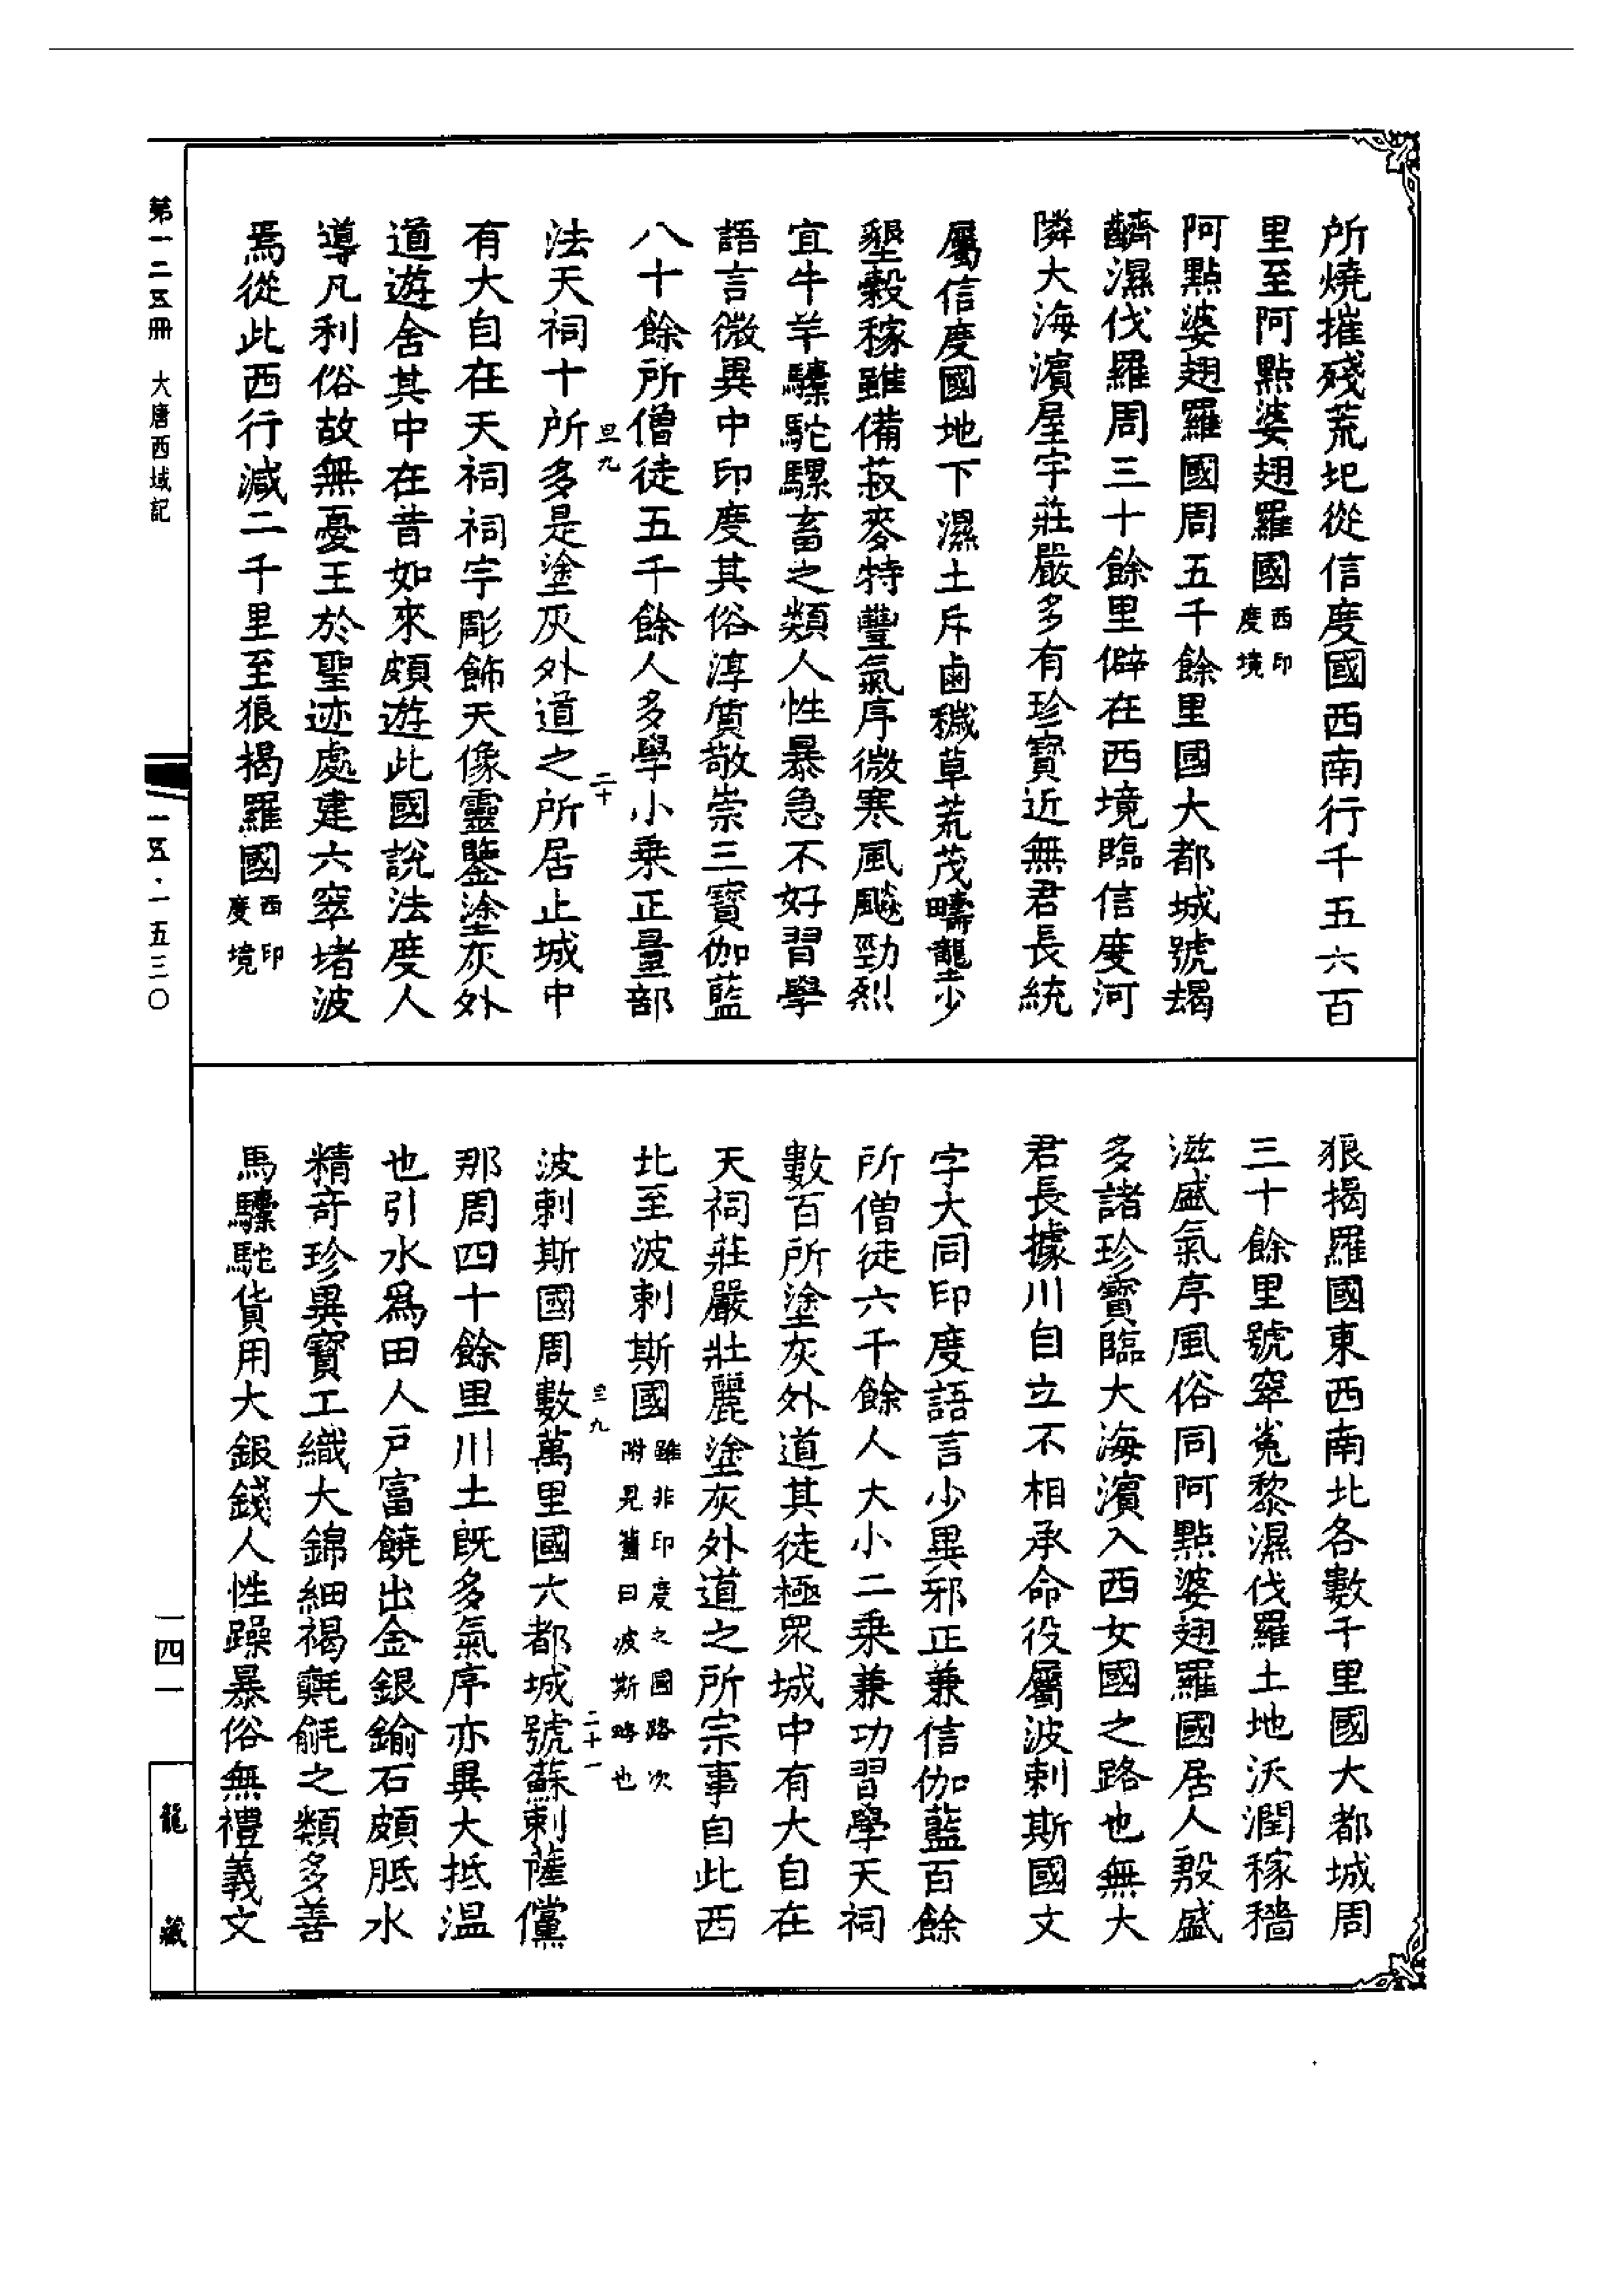 所燒摧殘荒圯從信度國西南行千五六百
里至阿點婆翅羅國西印度境
阿點婆翅羅國周五千餘里國大都城號朅
齭濕伐羅周三十餘里僻在西境臨信度河
隣大海濱屋宇莊嚴多有珍寶近無君長統
屬信度國地下濕土斥鹵穢草荒茂疇壟少
墾穀稼雖備菽麥特豐氣序微寒風飈勁烈
宜牛羊驝駝騾畜之類人性暴急不好習學
語言微異中印度其俗淳質敬崇三寶伽藍
八十餘所僧徒五千餘人多學小乗正量部
法天祠十所多是塗灰外道之所居止城中
有大自在天祠祠宇彫飾天像靈鑒塗灰外
道遊舍其中在昔如來頗遊此國說法度人
導凡利俗故無憂王於聖迹處建六窣堵波
焉從此西行減二千里至狼揭羅國西印度境
狼揭羅國東西南北各數千里國大都城周
三十餘里號窣菟黎濕伐羅土地沃潤稼穡
滋盛氣序風俗同阿點婆翅羅國居人殷盛
多諸珍寶臨大海濱入西女國之路也無大
君長據川自立不相承命役屬波剌斯國文
字大同印度語言少異邪正兼信伽藍百餘
所僧徒六千餘人大小二乗兼功習學天祠
數百所塗灰外道其徒極衆城中有大自在
天祠莊嚴壯麗塗灰外道之所宗事自此西
北至波剌斯國雖非印度之國路次附見舊曰波斯略也
波剌斯國周數萬里國大都城號蘇剌薩儻
那周四十餘里川土既多氣序亦異大抵温
也引水爲田人戶富饒出金銀鍮石頗胝水
精奇珍異寶工織大錦細褐氍毹之類多善
馬驝駝貨用大銀錢人性躁暴俗無禮義文
第一二五冊 大唐西域記
一五·一五三〇
一四一
龍藏
旦九
二十
旦九
二十一